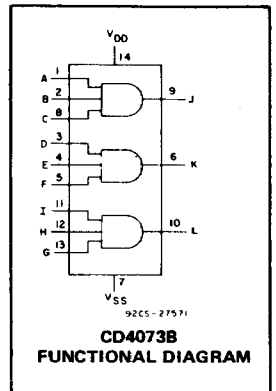 VDD
14
A 1
B 2
C 8
9 J
D 3
E 4
F 5
6 K
I 11
H 12
G 13
10 L
7
VSS
92CS-27571
CD4073B
FUNCTIONAL DIAGRAM